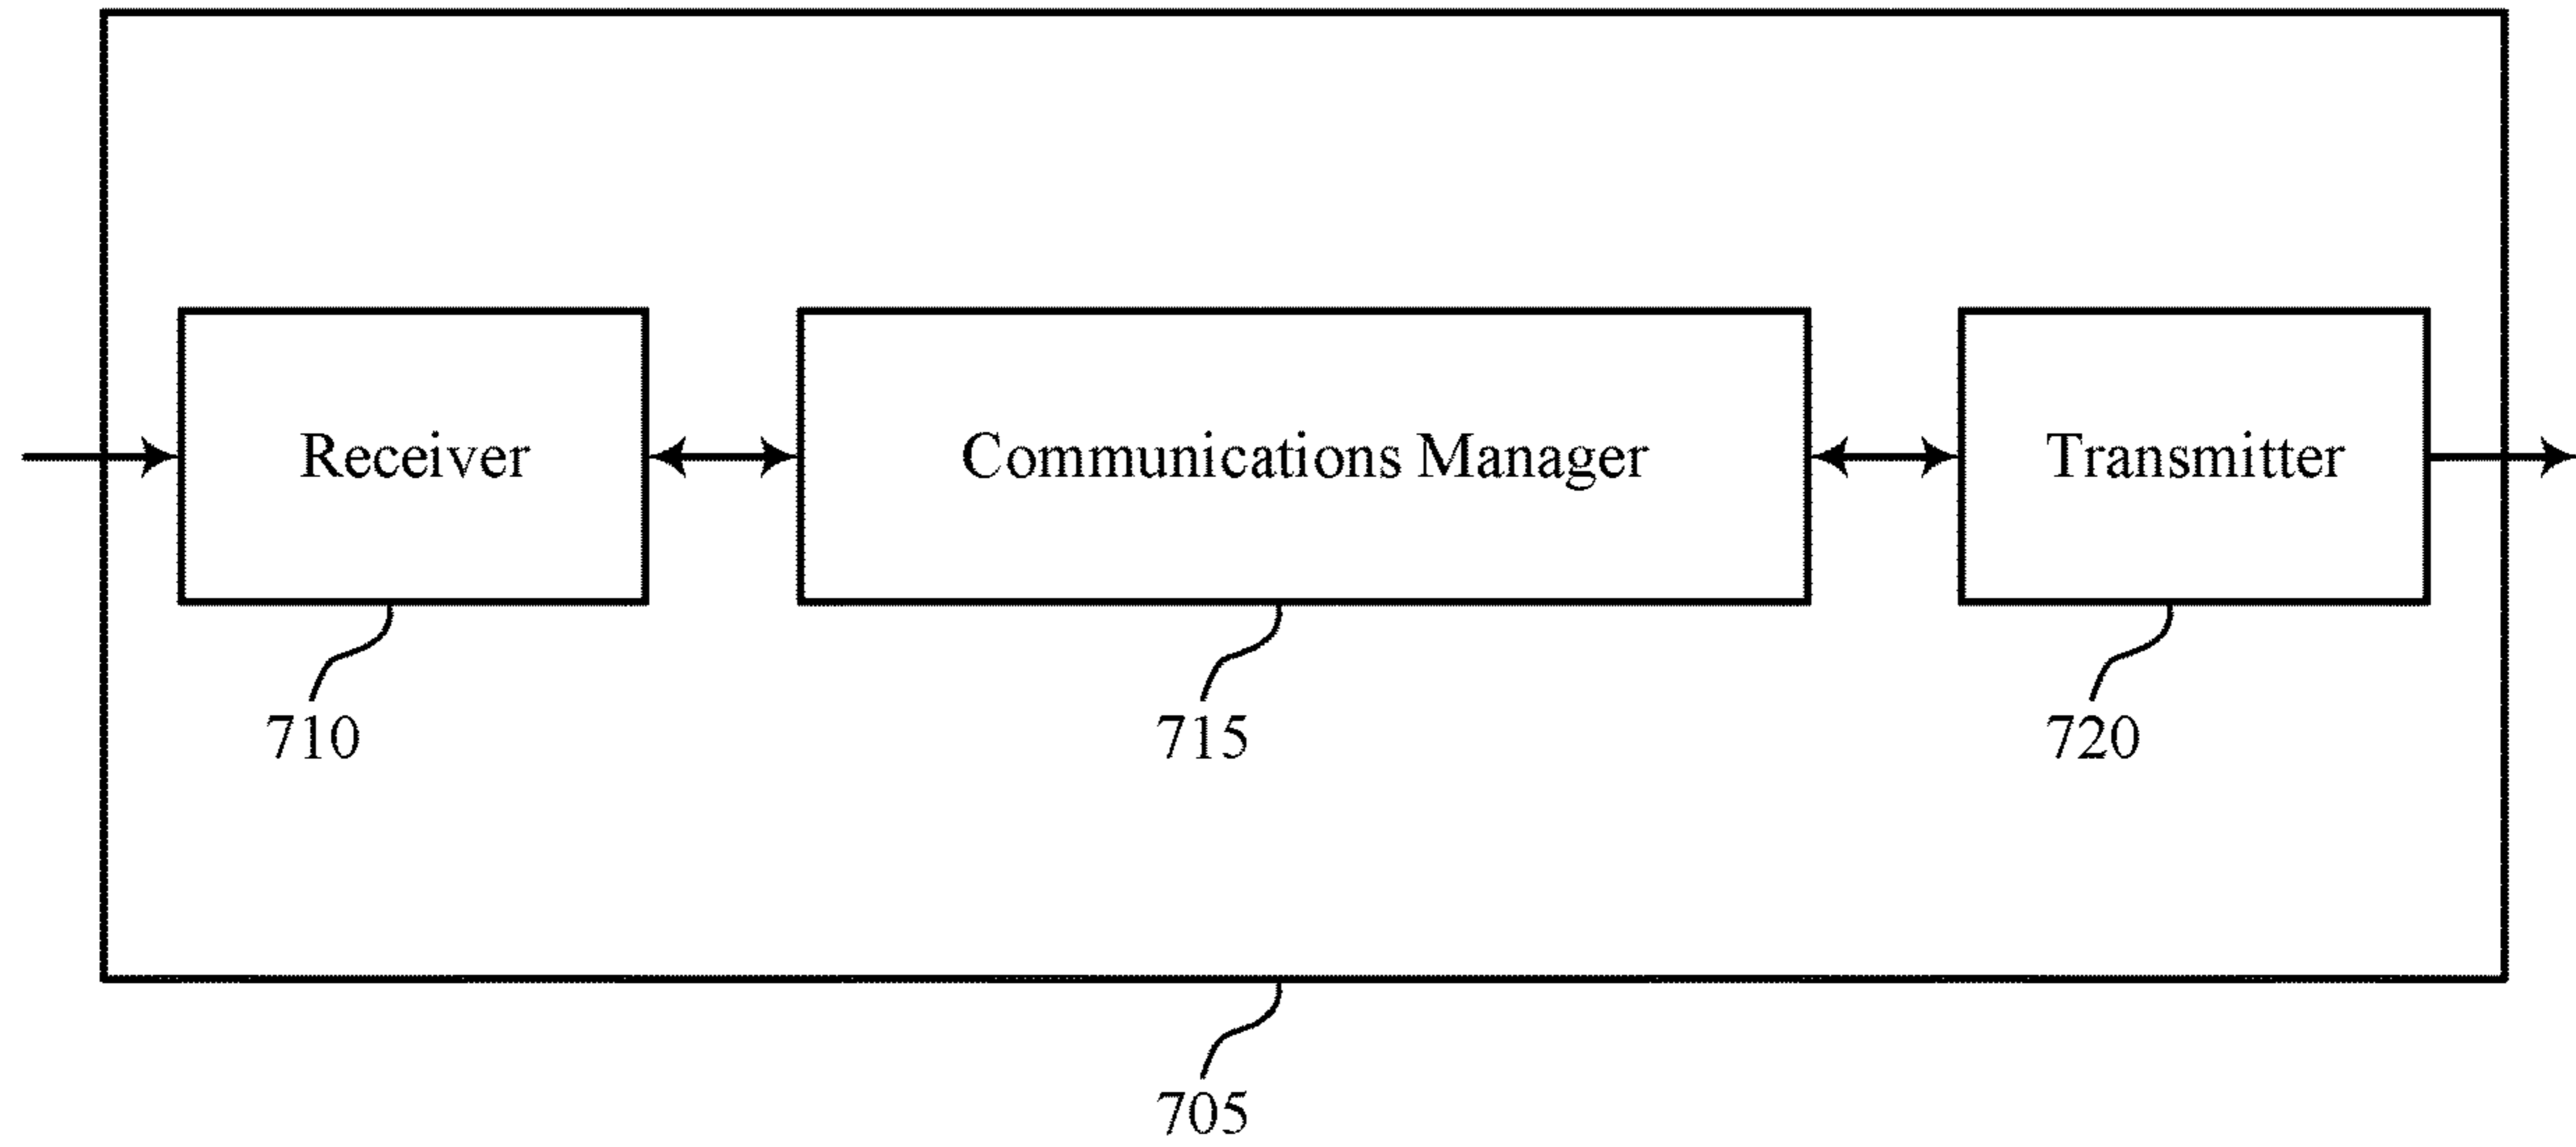 Receiver
Communications Manager
Transmitter
710
715
720
705